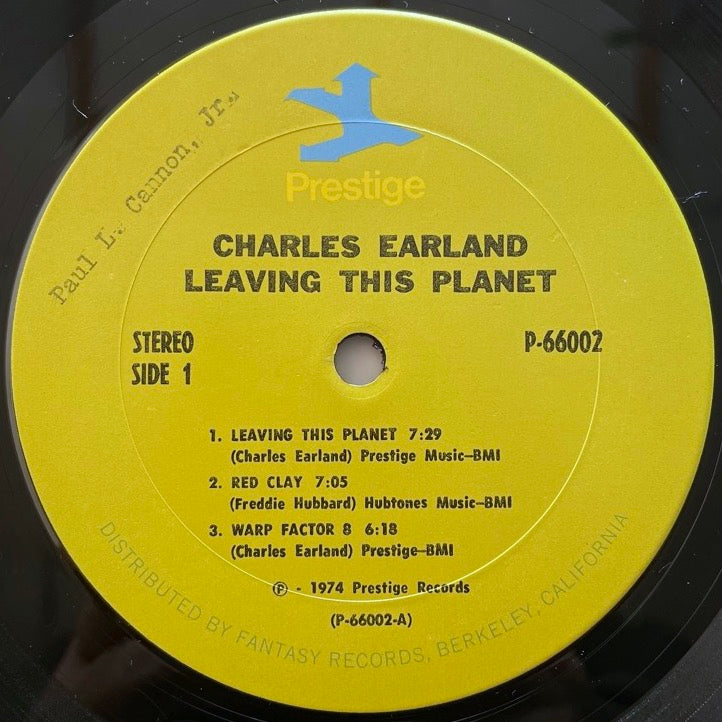 Paul L. Cannon, Jr.
Prestige
CHARLES EARLAND
LEAVING THIS PLANET
STEREO
SIDE 1
P-66002
1. LEAVING THIS PLANET 7:29
(Charles Earland) Prestige Music–BMI
2. RED CLAY 7:05
(Freddie Hubbard) Hubtones Music–BMI
3. WARP FACTOR 8 6:18
(Charles Earland) Prestige–BMI
℗ - 1974 Prestige Records
(P-66002-A)
DISTRIBUTED BY FANTASY RECORDS, BERKELEY, CALIFORNIA